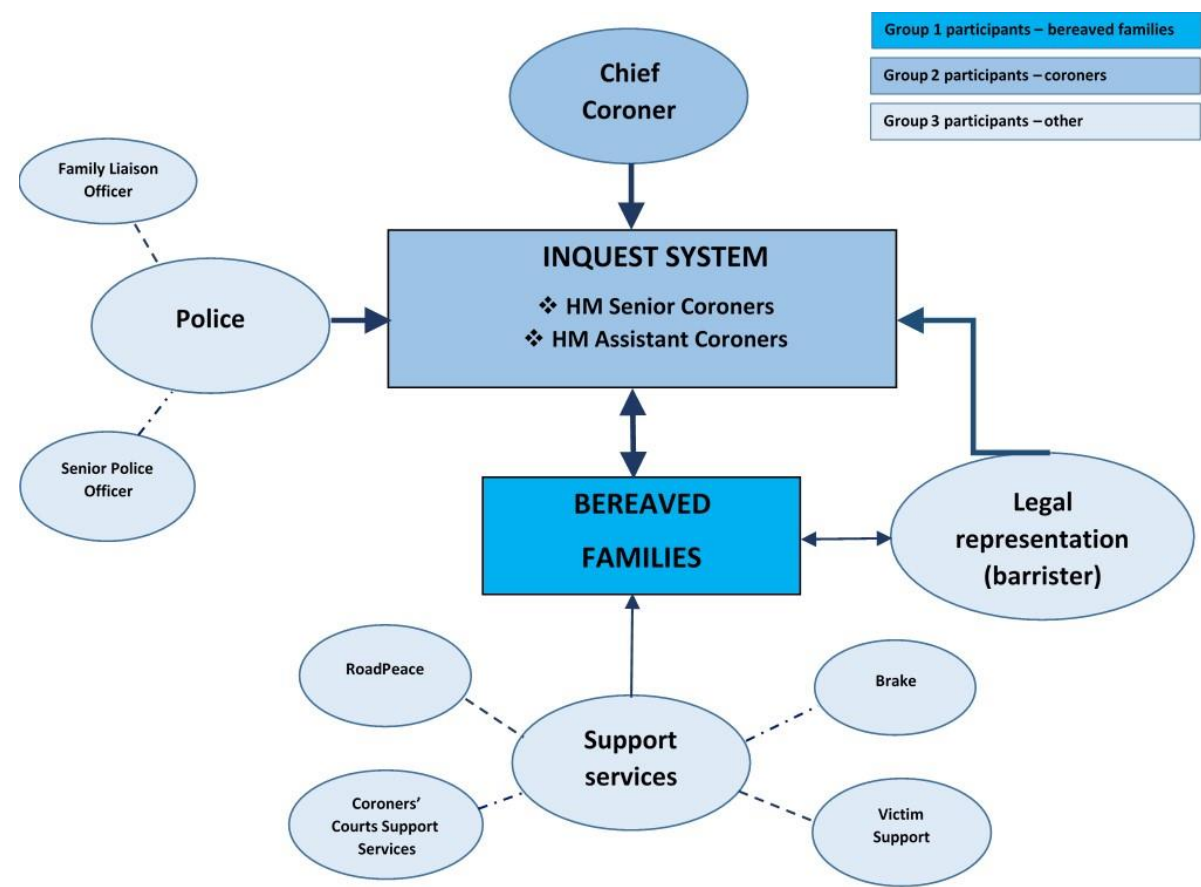 Group 1 participants – bereaved families
Group 2 participants – coroners
Group 3 participants – other
Chief
Coroner
Family Liaison
Officer
INQUEST SYSTEM
❖ HM Senior Coroners
❖ HM Assistant Coroners
Police
Senior Police
Officer
BEREAVED
FAMILIES
Legal
representation
(barrister)
RoadPeace
Brake
Support
services
Coroners’
Courts Support
Services
Victim
Support